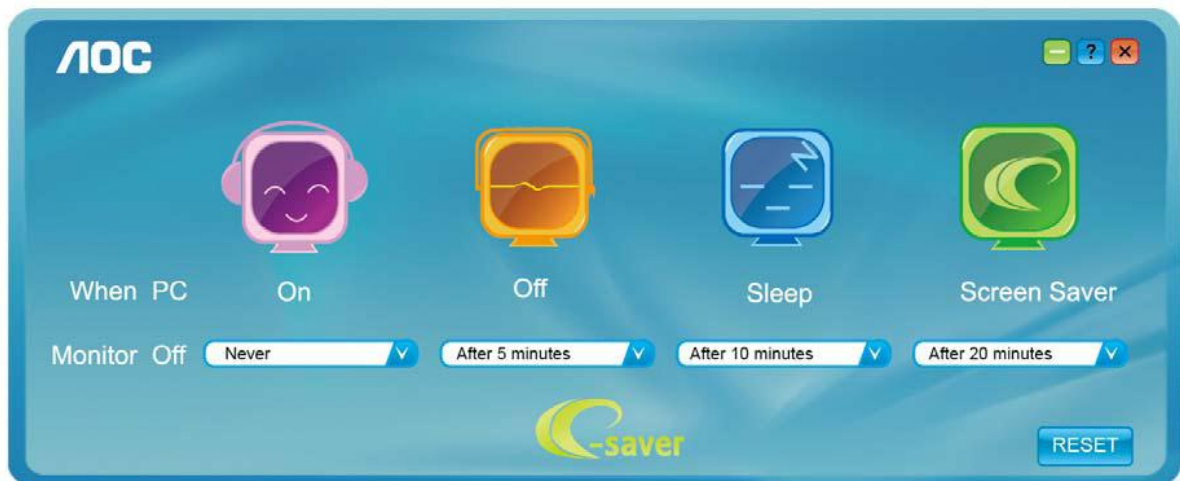 AOC
?
When PC On Off Sleep Screen Saver
Monitor Off Never After 5 minutes After 10 minutes After 20 minutes
e-saver
RESET